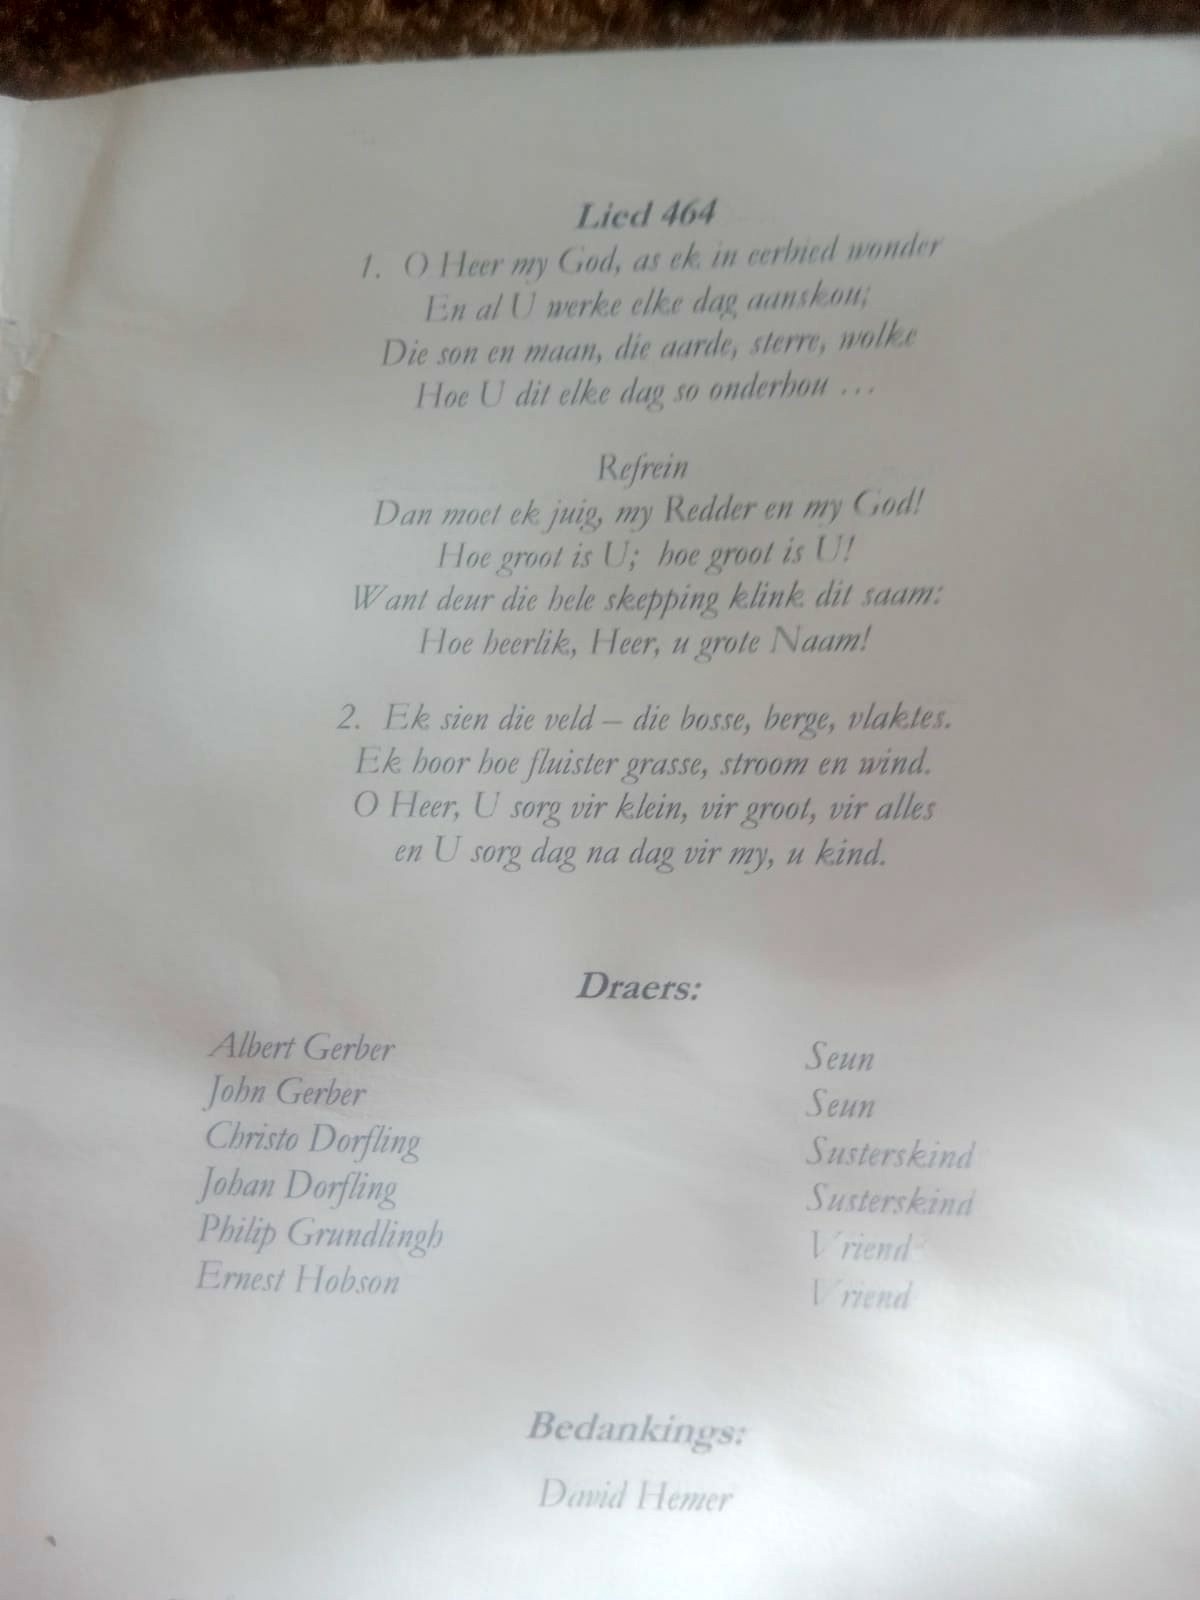 Lied 464
1. O Heer my God, as ek in eerbied wonder
En al U werke elke dag aanskou;
Die son en maan, die aarde, sterre, wolke
Hoe U dit elke dag so onderhou …
Refrein
Dan moet ek juig, my Redder en my God!
Hoe groot is U; hoe groot is U!
Want deur die hele skepping klink dit saam:
Hoe heerlik, Heer, u grote Naam!
2. Ek sien die veld – die bosse, berge, vlaktes.
Ek hoor hoe fluister grasse, stroom en wind.
O Heer, U sorg vir klein, vir groot, vir alles
en U sorg dag na dag vir my, u kind.
Draers:
Albert Gerber Seun
John Gerber Seun
Christo Dorfling Susterskind
Johan Dorfling Susterskind
Philip Grundlingh Vriend
Ernest Hobson Vriend
Bedankings:
David Hemer